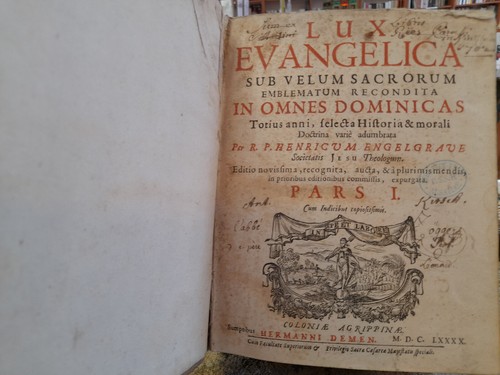 LUX
EVANGELICA
SUB VELUM SACRORUM
EMBLEMATUM RECONDITA
IN OMNES DOMINICAS
Totius anni, selecta Historia & morali
Doctrina variè adumbrata
Per R. P. HENRICUM ENGELGRAVE
Societatis JESU Theologum.
Editio novissima, recognita, aucta, & à plurimis mendis,
in prioribus editionibus commissis, expurgata.
PARS I.
Cum Indicibus copiosissimis.
Ant.
l'abbé
COLONIÆ AGRIPPINÆ,
Sumptibus HERMANNI DEMEN. M. D. C. LXXXX.
Cum Facultate Superiorum & Privilegio Sacræ Cæsareæ Majestatis speciali.